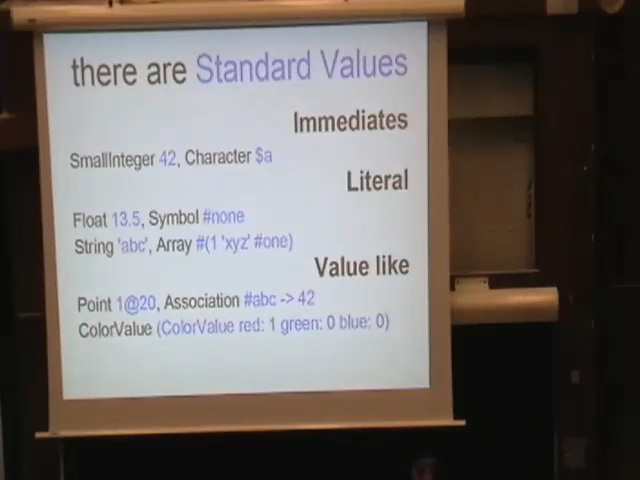 there are Standard Values
Immediates
SmallInteger 42, Character $a
Literal
Float 13.5, Symbol #none
String 'abc', Array #(1 'xyz' #one)
Value like
Point 1@20, Association #abc -> 42
ColorValue (ColorValue red: 1 green: 0 blue: 0)